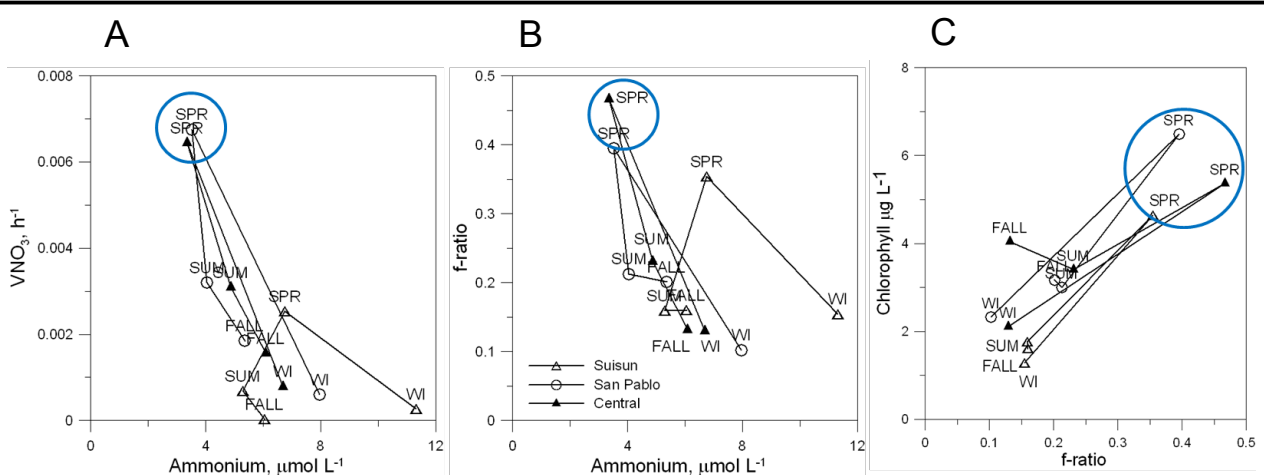 A
B
C
0.008
0.006
0.004
0.002
0
VNO3, h-1
SPR
SPR
SUM
SUM
SPR
FALL
FALL
SUM
WI
WI
FALL
WI
0
4
8
12
Ammonium, μmol L-1
0.5
0.4
0.3
0.2
0.1
0
f-ratio
SPR
SPR
SPR
SUM
SUM
FALL
SUM
FALL
WI
FALL
WI
WI
Suisun
San Pablo
Central
0
4
8
12
Ammonium, μmol L-1
8
6
4
2
0
Chlorophyll μg L-1
SPR
SPR
SPR
FALL
SUM
FALL
SUM
WI
WI
SUM
FALL
WI
0
0.1
0.2
0.3
0.4
0.5
f-ratio